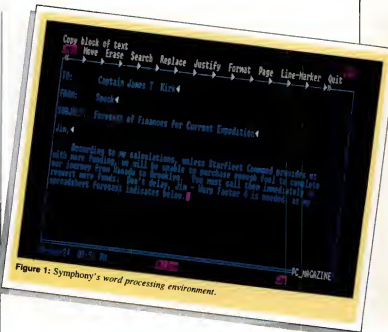 Copy block of text
Move Erase Search Replace Justify Format Page Line-Marker Quit
TO: Captain James T Kirk
FROM: Spock
SUBJECT: Forecast of Finances for Current Expedition
Jim,
According to my calculations, unless Starfleet Command provides us
with more funding, we will be unable to purchase enough fuel to complete
our journey from to Brooklyn. You must call them immediately to
request more funds. Don't delay, Jim - Warp Factor 4 is needed as my
spreadsheet forecast indicates below.
PC_MAGAZINE
Figure 1: Symphony's word processing environment.